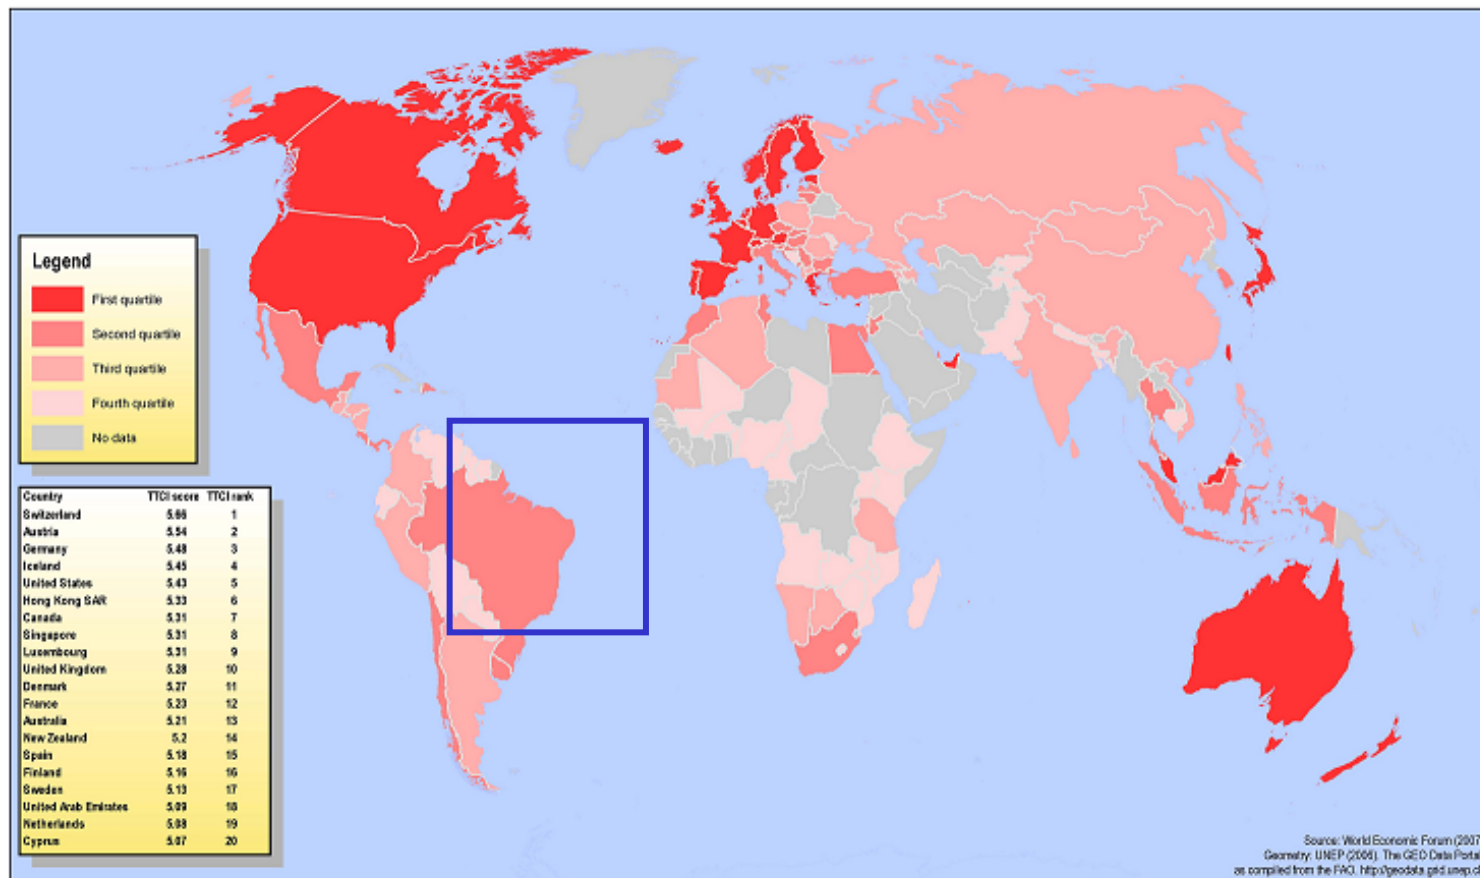 Legend
First quartile
Second quartile
Third quartile
Fourth quartile
No data
Country TTCI score TTCI rank
Switzerland 5.66 1
Austria 5.54 2
Germany 5.48 3
Iceland 5.45 4
United States 5.43 5
Hong Kong SAR 5.33 6
Canada 5.31 7
Singapore 5.31 8
Luxembourg 5.31 9
United Kingdom 5.28 10
Denmark 5.27 11
France 5.23 12
Australia 5.21 13
New Zealand 5.2 14
Spain 5.18 15
Finland 5.16 16
Sweden 5.13 17
United Arab Emirates 5.09 18
Netherlands 5.08 19
Cyprus 5.07 20
Source: World Economic Forum (2007
Geometry: UNEP (2006). The GEO Data Portal
as compiled from the FAO. http://geodata.grid.unep.c